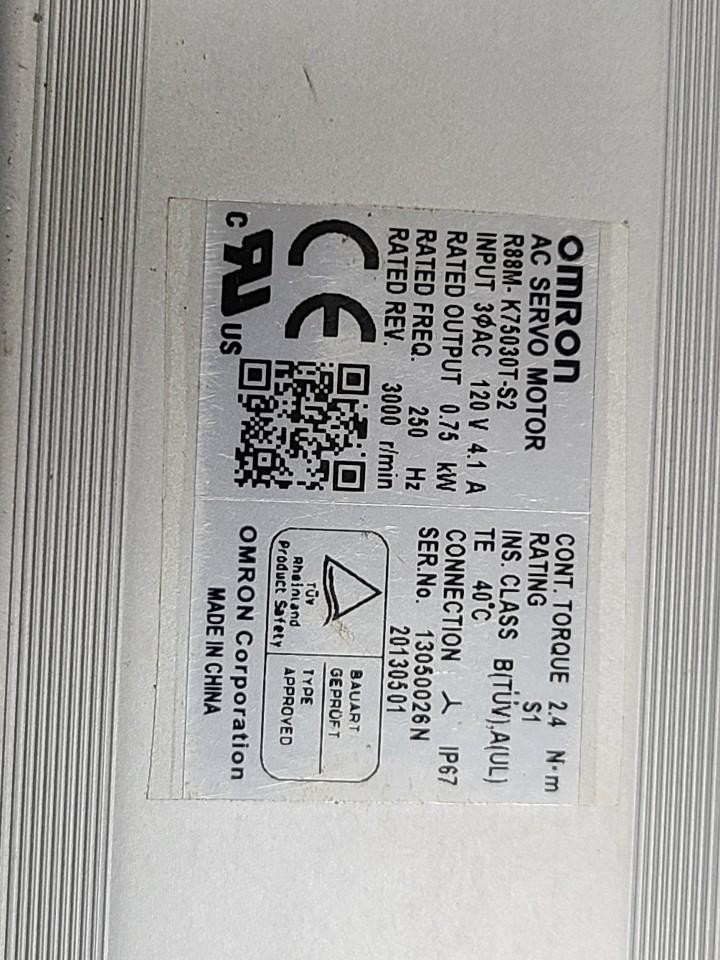 omron
AC SERVO MOTOR
R88M- K75030T-S2
INPUT 3ϕAC 120 V 4.1 A
RATED OUTPUT 0.75 kW
RATED FREQ. 250 Hz
RATED REV. 3000 r/min
CE
c RU US
CONT. TORQUE 2.4 N·m
RATING S1
INS. CLASS B(TÜV),A(UL)
TE 40°C
CONNECTION ⅄ IP67
SER.No. 13050026N
20130501
TÜV
Rheinland
Product Safety
BAUART
GEPRÜFT
TYPE
APPROVED
OMRON Corporation
MADE IN CHINA